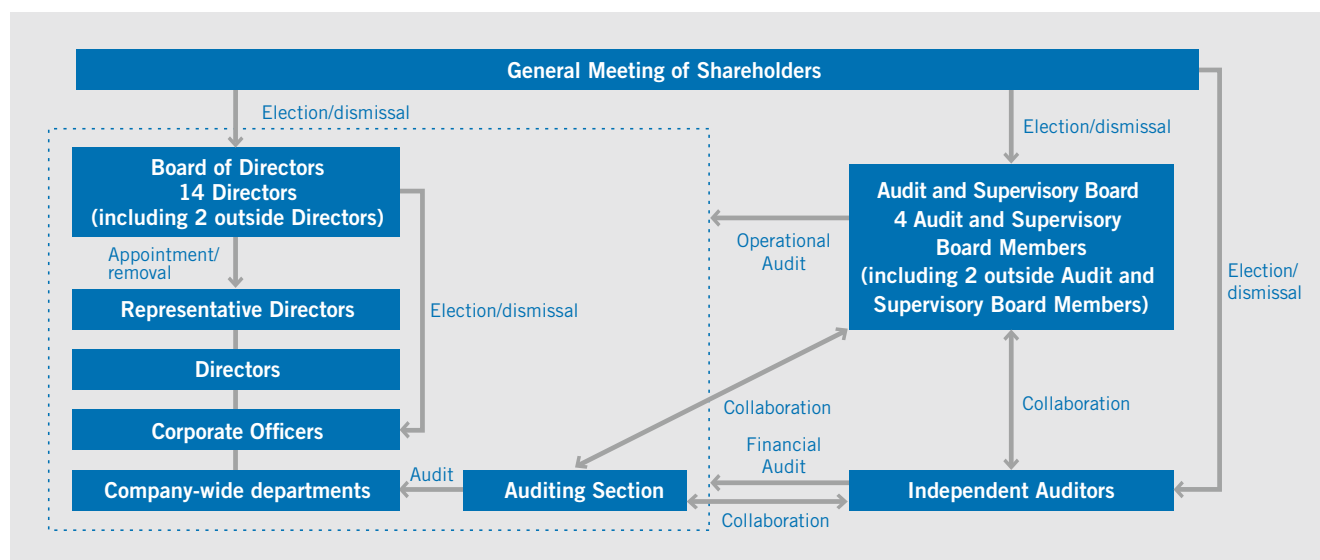 General Meeting of Shareholders
Election/dismissal
Election/dismissal
Board of Directors
14 Directors
(including 2 outside Directors)
Audit and Supervisory Board
4 Audit and Supervisory
Board Members
(including 2 outside Audit and
Supervisory Board Members)
Operational
Audit
Appointment/
removal
Election/
dismissal
Representative Directors
Election/dismissal
Directors
Collaboration
Collaboration
Corporate Officers
Financial
Audit
Audit
Company-wide departments
Auditing Section
Independent Auditors
Collaboration